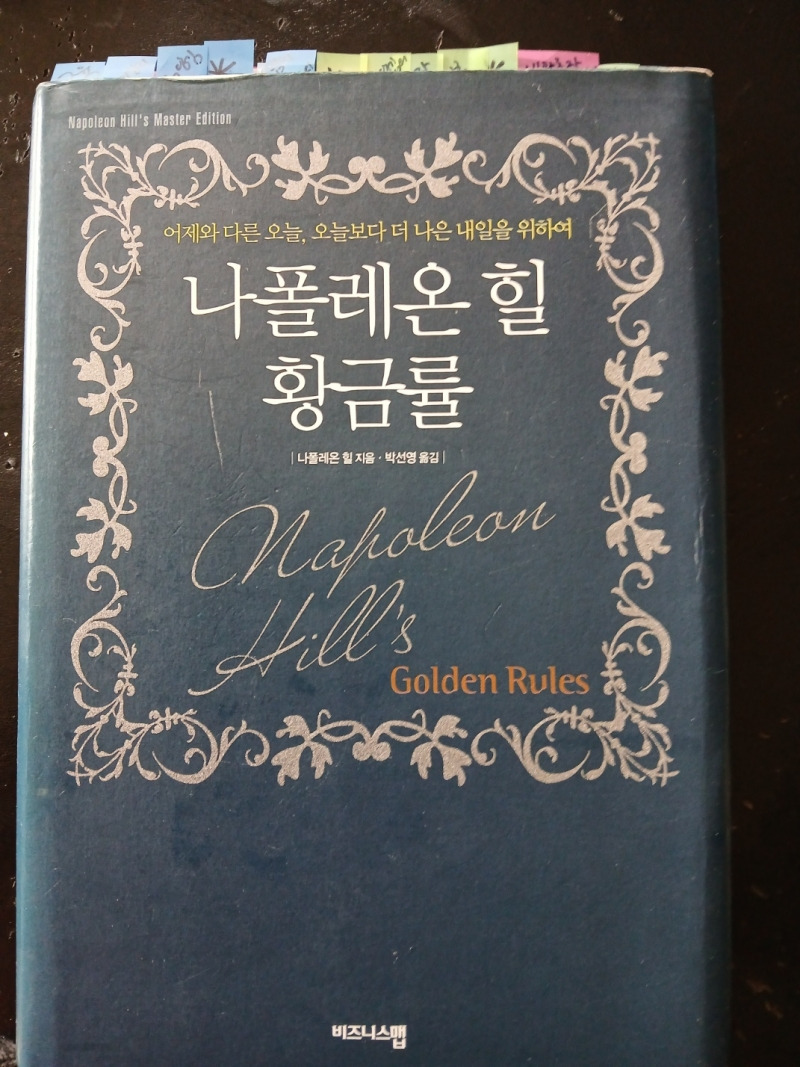 Napoleon Hill's Master Edition
어제와 다른 오늘, 오늘보다 더 나은 내일을 위하여
나폴레온 힐
황금률
| 나폴레온 힐 지음 · 박선영 옮김 |
Napoleon
Hill's
Golden Rules
비즈니스맵